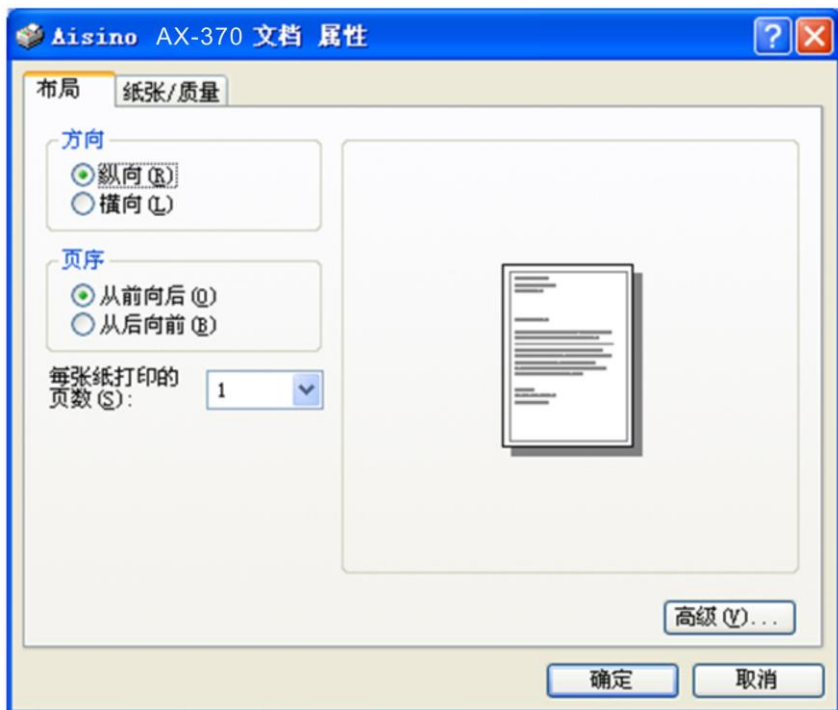 Aisino AX-370 文档 属性
布局
纸张/质量
方向
纵向(R)
横向(L)
页序
从前向后(O)
从后向前(B)
每张纸打印的
页数(S):
1
高级(V)...
确定
取消